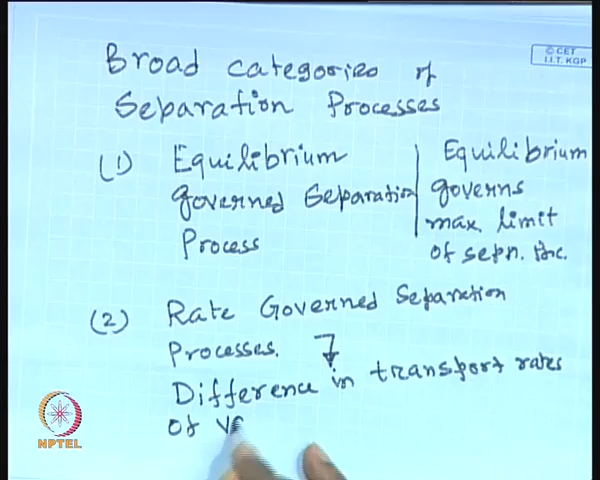 © CET
I.I.T. KGP
Broad categories of
Separation Processes
(1) Equilibrium
governed Separation
Process
Equilibrium
governs
max. limit
of sepn.
(2) Rate Governed Separation
Processes.
Difference in transport rates
of
NPTEL